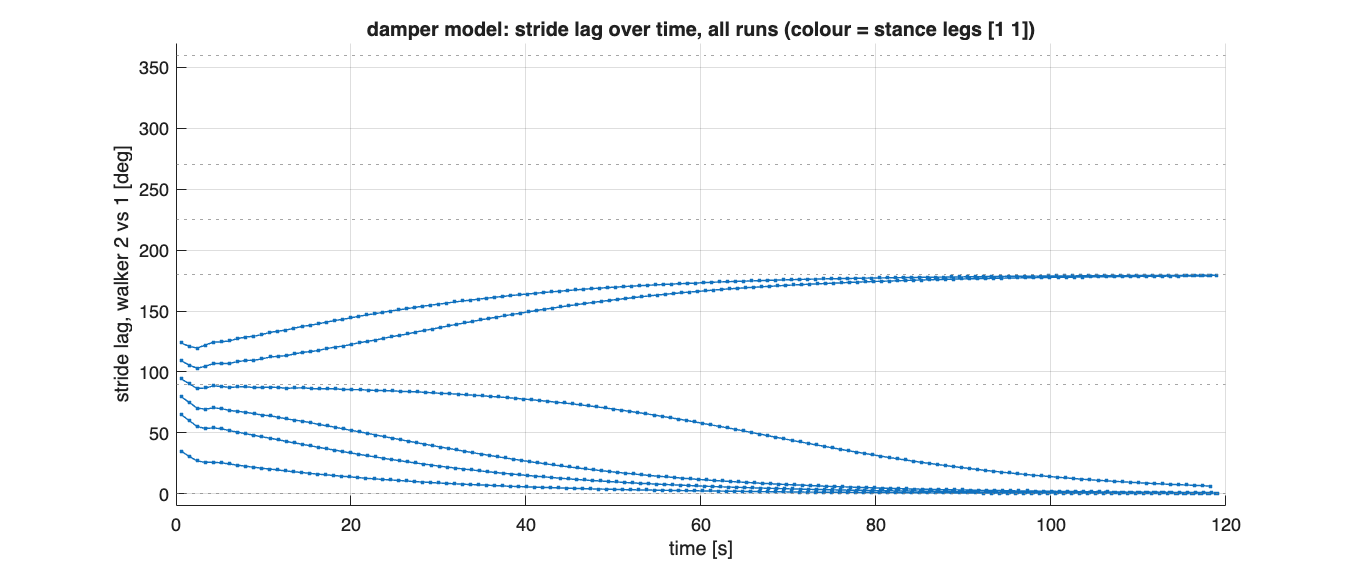 damper model: stride lag over time, all runs (colour = stance legs [1 1])
stride lag, walker 2 vs 1 [deg]
350
300
250
200
150
100
50
0
0 20 40 60 80 100 120
time [s]